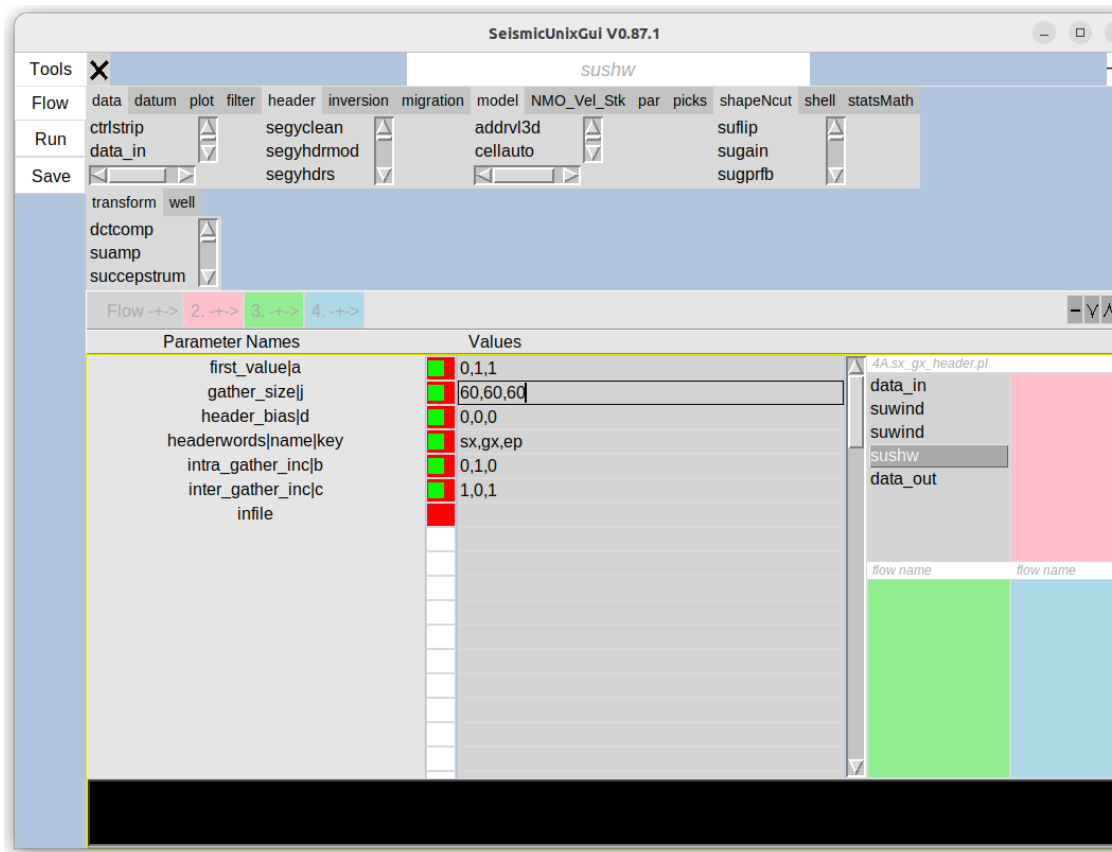 SeismicUnixGui V0.87.1
Tools
sushw
Flow
data datum plot filter header inversion migration model NMO_Vel_Stk par picks shapeNcut shell statsMath
Run
ctrlstrip segyclean addrvl3d suflip
data_in segyhdrmod cellauto sugain
Save
segyhdrs sugprfb
transform well
dctcomp
suamp
succepstrum
Flow -+-> 2. -+-> 3. -+-> 4. -+->
Parameter Names Values
first_value|a 0,1,1
gather_size|j 60,60,60
header_bias|d 0,0,0
headerwords|name|key sx,gx,ep
intra_gather_inc|b 0,1,0
inter_gather_inc|c 1,0,1
infile
4A.sx_gx_header.pl
data_in
suwind
suwind
sushw
data_out
flow name flow name